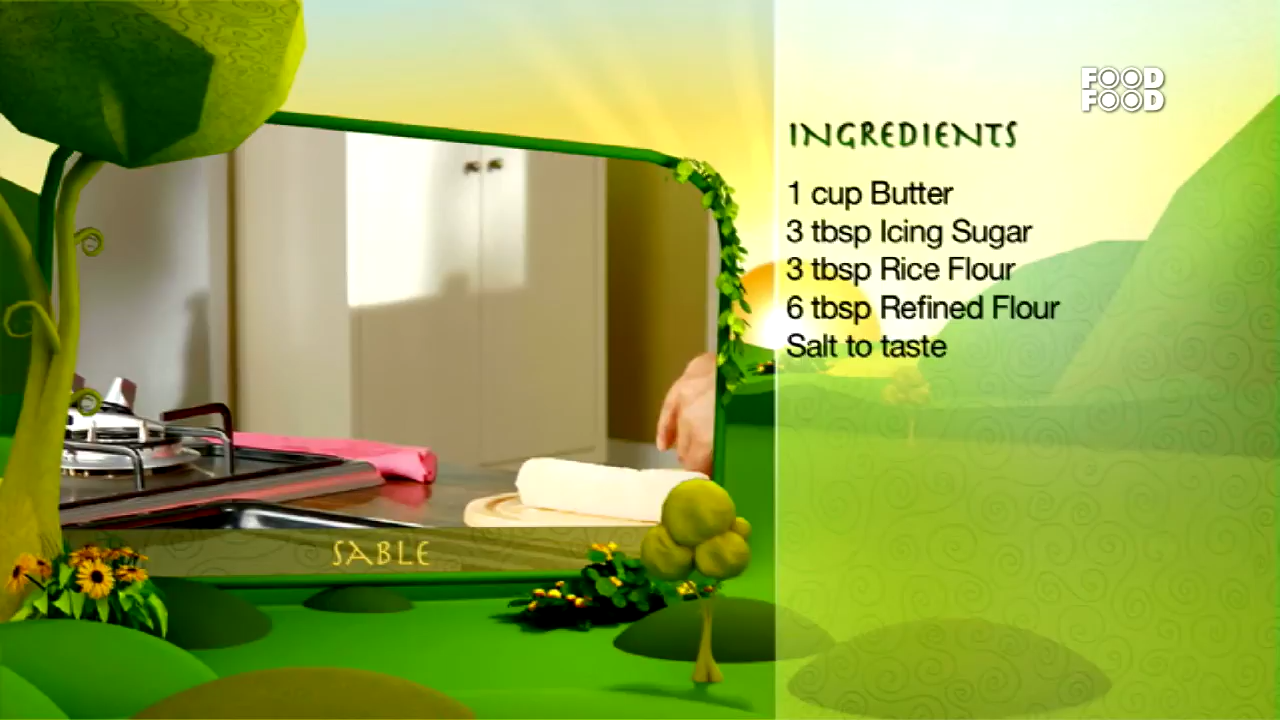 FOOD
FOOD
INGREDIENTS
1 cup Butter
3 tbsp Icing Sugar
3 tbsp Rice Flour
6 tbsp Refined Flour
Salt to taste
SABLE